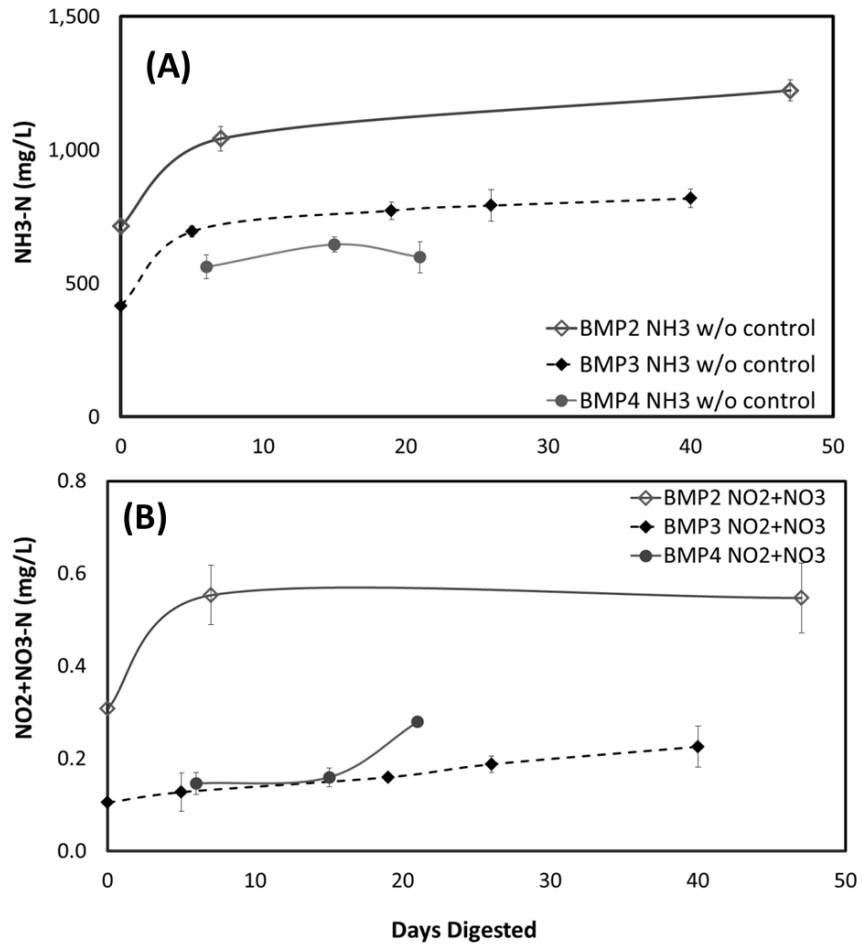 1,500
(A)
1,000
NH3-N (mg/L)
500
BMP2 NH3 w/o control
BMP3 NH3 w/o control
BMP4 NH3 w/o control
0
0 10 20 30 40 50
0.8
(B)
BMP2 NO2+NO3
BMP3 NO2+NO3
BMP4 NO2+NO3
0.6
NO2+NO3-N (mg/L)
0.4
0.2
0.0
0 10 20 30 40 50
Days Digested